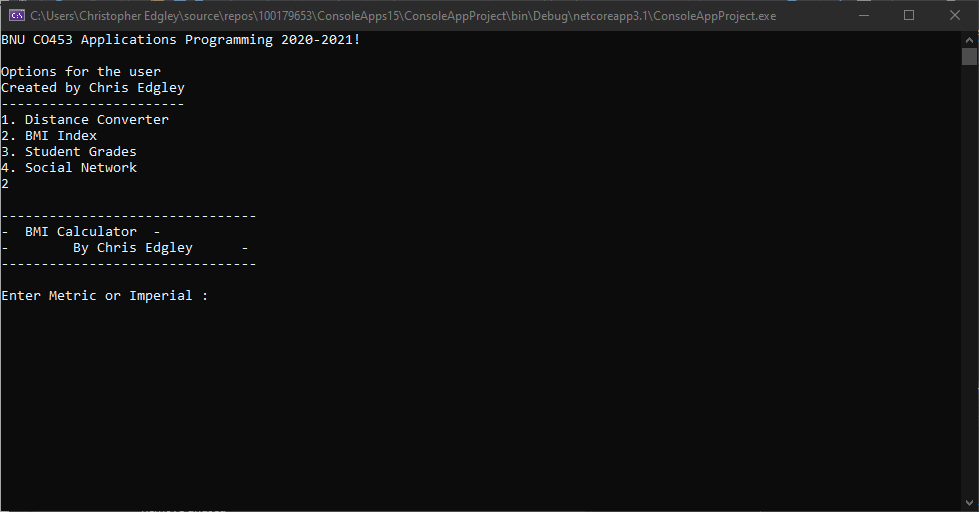 C:\Users\Christopher Edgley\source\repos\100179653\ConsoleApps15\ConsoleAppProject\bin\Debug\netcoreapp3.1\ConsoleAppProject.exe
BNU CO453 Applications Programming 2020-2021!
Options for the user
Created by Chris Edgley
-----------------------
1. Distance Converter
2. BMI Index
3. Student Grades
4. Social Network
2
--------------------------------
-  BMI Calculator  -
-        By Chris Edgley      -
--------------------------------
Enter Metric or Imperial :